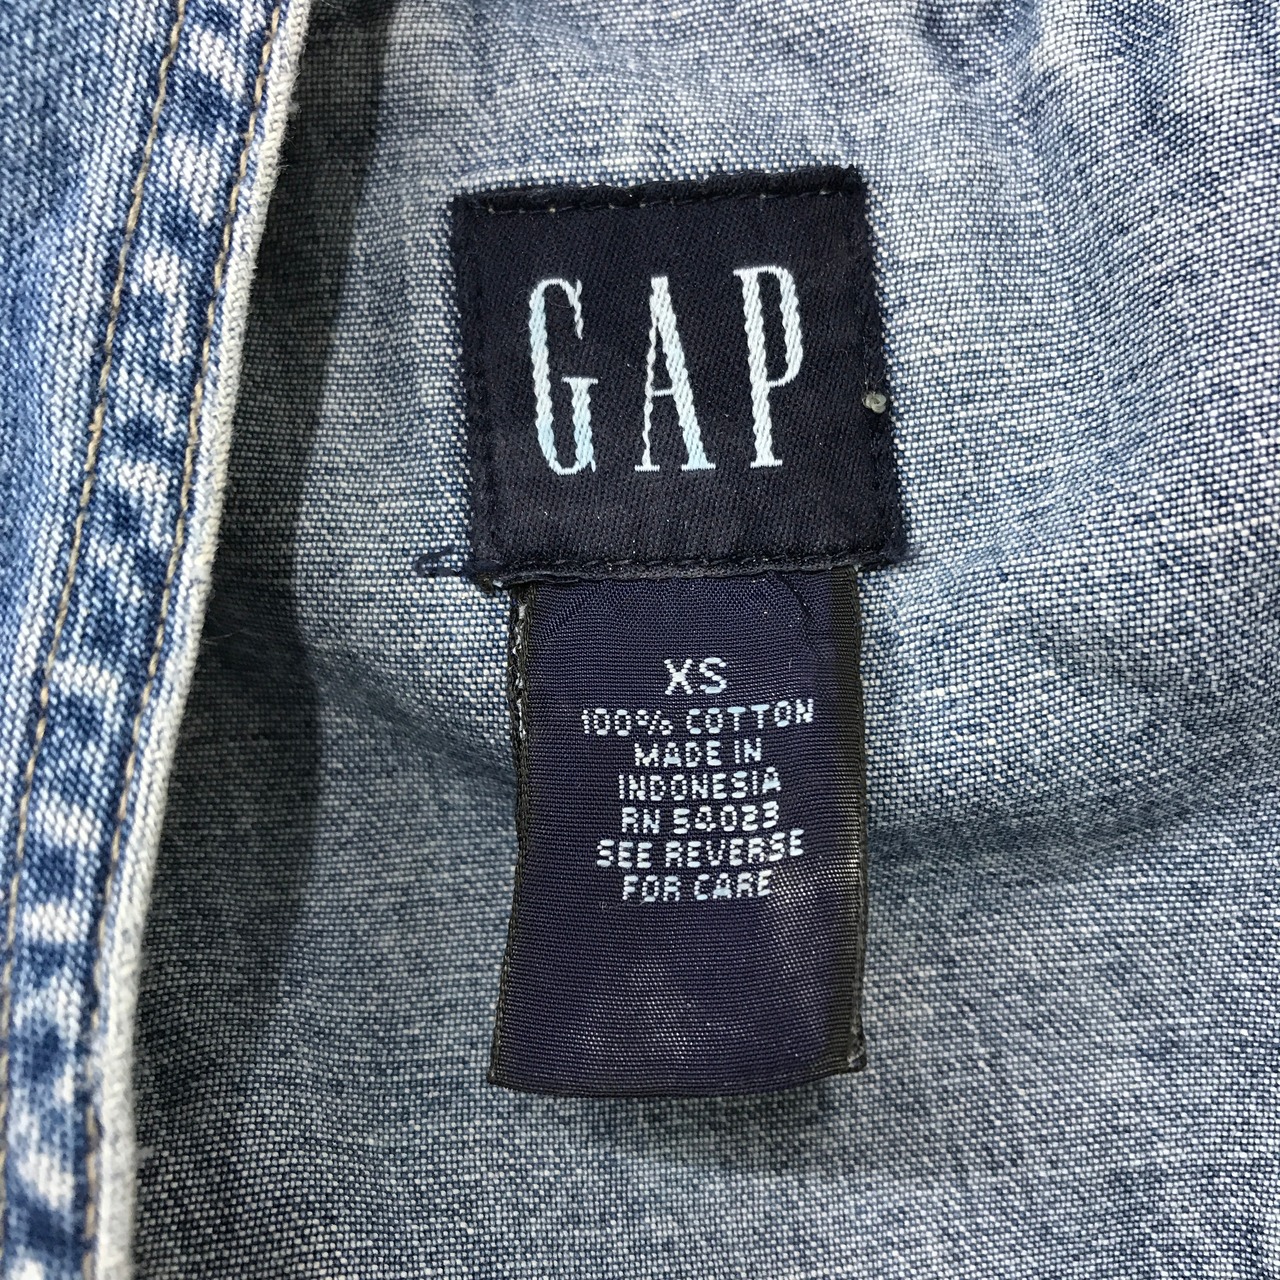 GAP
XS
100% COTTON
MADE IN
INDONESIA
RN 54023
SEE REVERSE
FOR CARE